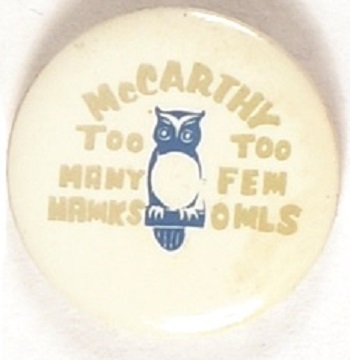 McCARTHY
TOO TOO
MANY FEW
HAWKS OWLS